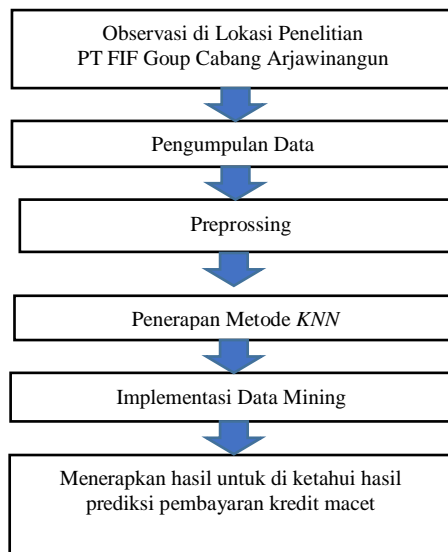 Observasi di Lokasi Penelitian
PT FIF Goup Cabang Arjawinangun
Pengumpulan Data
Preprossing
Penerapan Metode KNN
Implementasi Data Mining
Menerapkan hasil untuk di ketahui hasil
prediksi pembayaran kredit macet